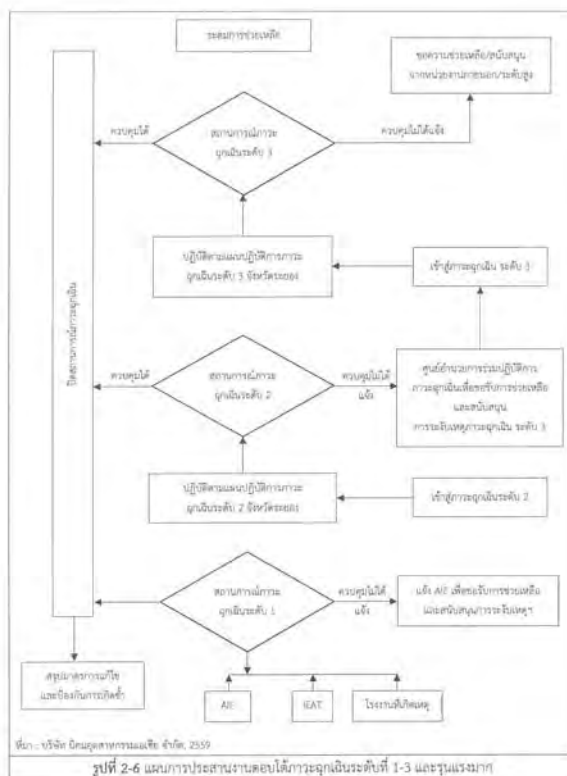 ระดมการช่วยเหลือ
ขอความช่วยเหลือ/สนับสนุน
จากหน่วยงานภายนอก/ระดับสูง
ควบคุมได้
สถานการณ์ภาวะ
ฉุกเฉินระดับ 3
ควบคุมไม่ได้แจ้ง
ปฏิบัติตามแผนปฏิบัติการภาวะ
ฉุกเฉินระดับ 3 จังหวัดระยอง
เข้าสู่ภาวะฉุกเฉิน ระดับ 3
ปิดสถานการณ์ภาวะฉุกเฉิน
ควบคุมได้
สถานการณ์ภาวะ
ฉุกเฉินระดับ 2
ควบคุมไม่ได้
แจ้ง
ศูนย์อำนวยการร่วมปฏิบัติการ
ภาวะฉุกเฉินเพื่อขอรับการช่วยเหลือ
และสนับสนุน
การระงับเหตุภาวะฉุกเฉิน ระดับ 3
ปฏิบัติตามแผนปฏิบัติการภาวะ
ฉุกเฉินระดับ 2 จังหวัดระยอง
เข้าสู่ภาวะฉุกเฉินระดับ 2
สถานการณ์ภาวะ
ฉุกเฉินระดับ 1
ควบคุมไม่ได้
แจ้ง
แจ้ง AIE เพื่อขอรับการช่วยเหลือ
และสนับสนุนการระงับเหตุฯ
สรุปมาตรการแก้ไข
และป้องกันการเกิดซ้ำ
AIE
IEAT
โรงงานที่เกิดเหตุ
ที่มา : บริษัท นิคมอุตสาหกรรมเอเซีย จำกัด, 2559
รูปที่ 2-6 แผนการประสานงานตอบโต้ภาวะฉุกเฉินระดับที่ 1-3 และรุนแรงมาก